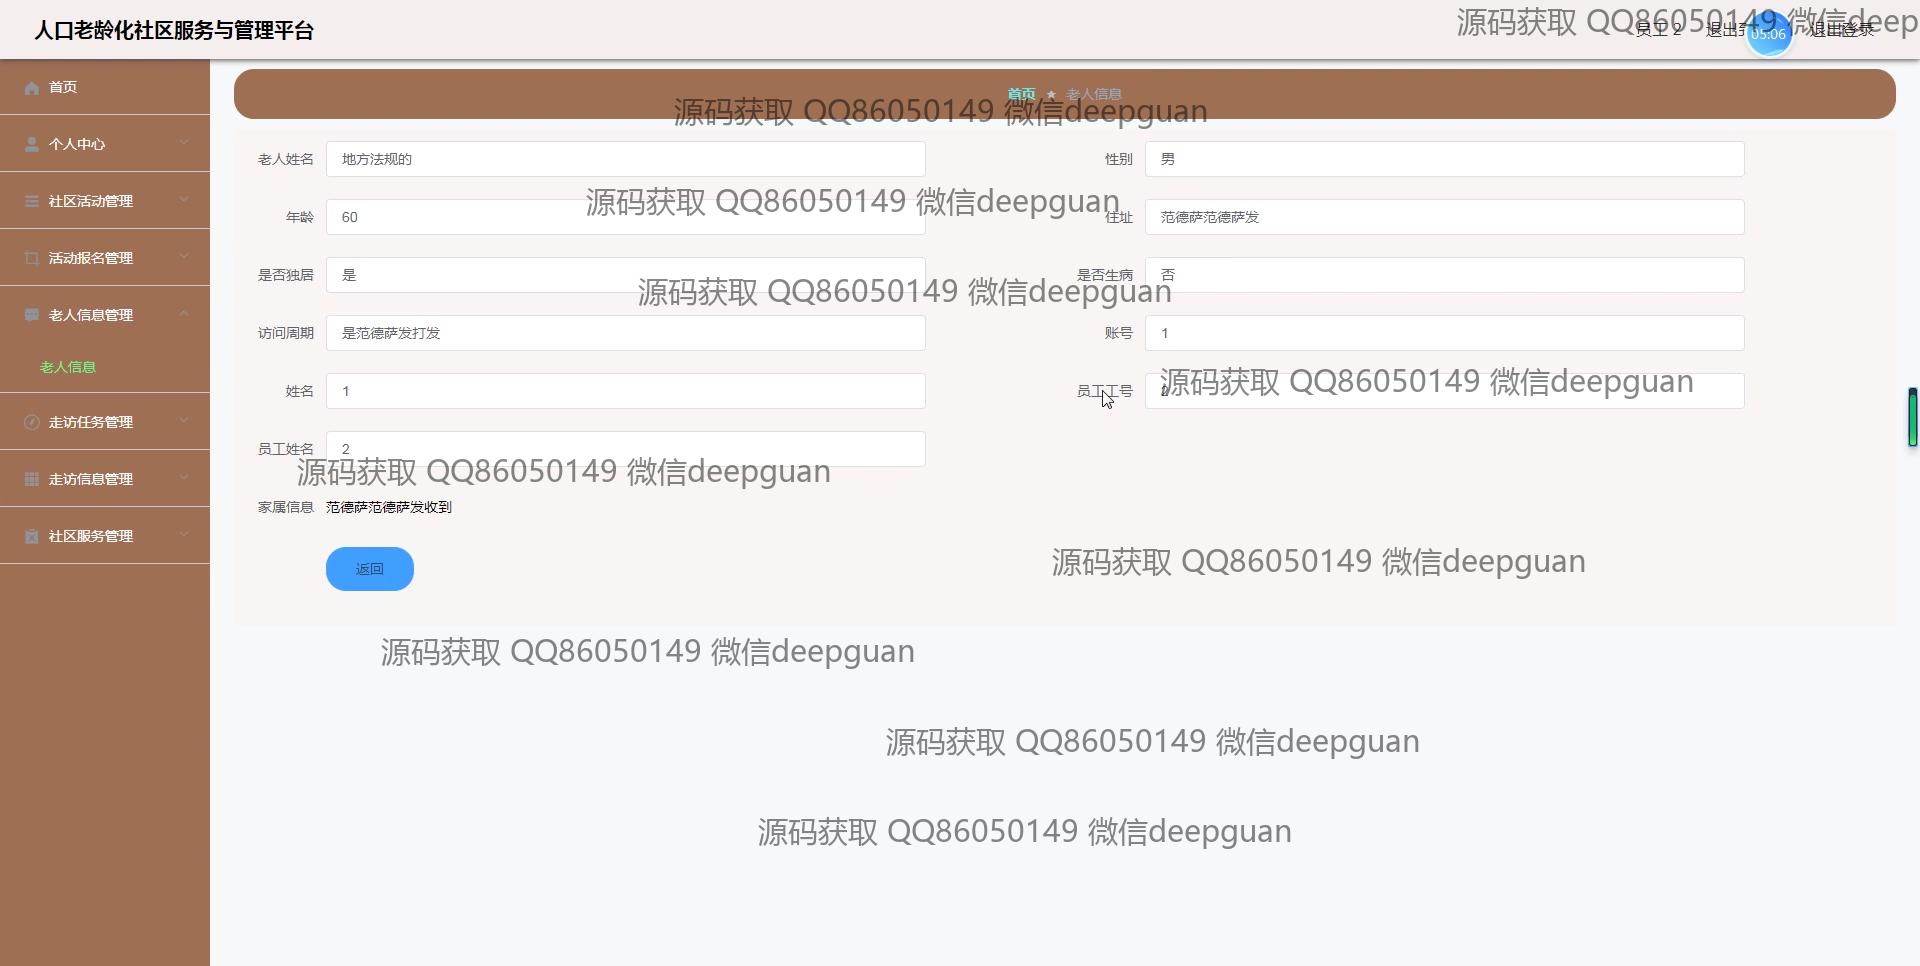 人口老龄化社区服务与管理平台
源码获取 QQ86050149 微信deep
员工 2
退出到
05:06
退出登录
首页
个人中心
社区活动管理
活动报名管理
老人信息管理
老人信息
走访任务管理
走访信息管理
社区服务管理
首页 ★ 老人信息
源码获取 QQ86050149 微信deepguan
老人姓名 地方法规的 性别 男
源码获取 QQ86050149 微信deepguan
年龄 60 住址 范德萨范德萨发
是否独居 是 是否生病 否
源码获取 QQ86050149 微信deepguan
访问周期 是范德萨发打发 账号 1
源码获取 QQ86050149 微信deepguan
姓名 1 员工工号 2
员工姓名 2
源码获取 QQ86050149 微信deepguan
家属信息 范德萨范德萨发收到
源码获取 QQ86050149 微信deepguan
返回
源码获取 QQ86050149 微信deepguan
源码获取 QQ86050149 微信deepguan
源码获取 QQ86050149 微信deepguan